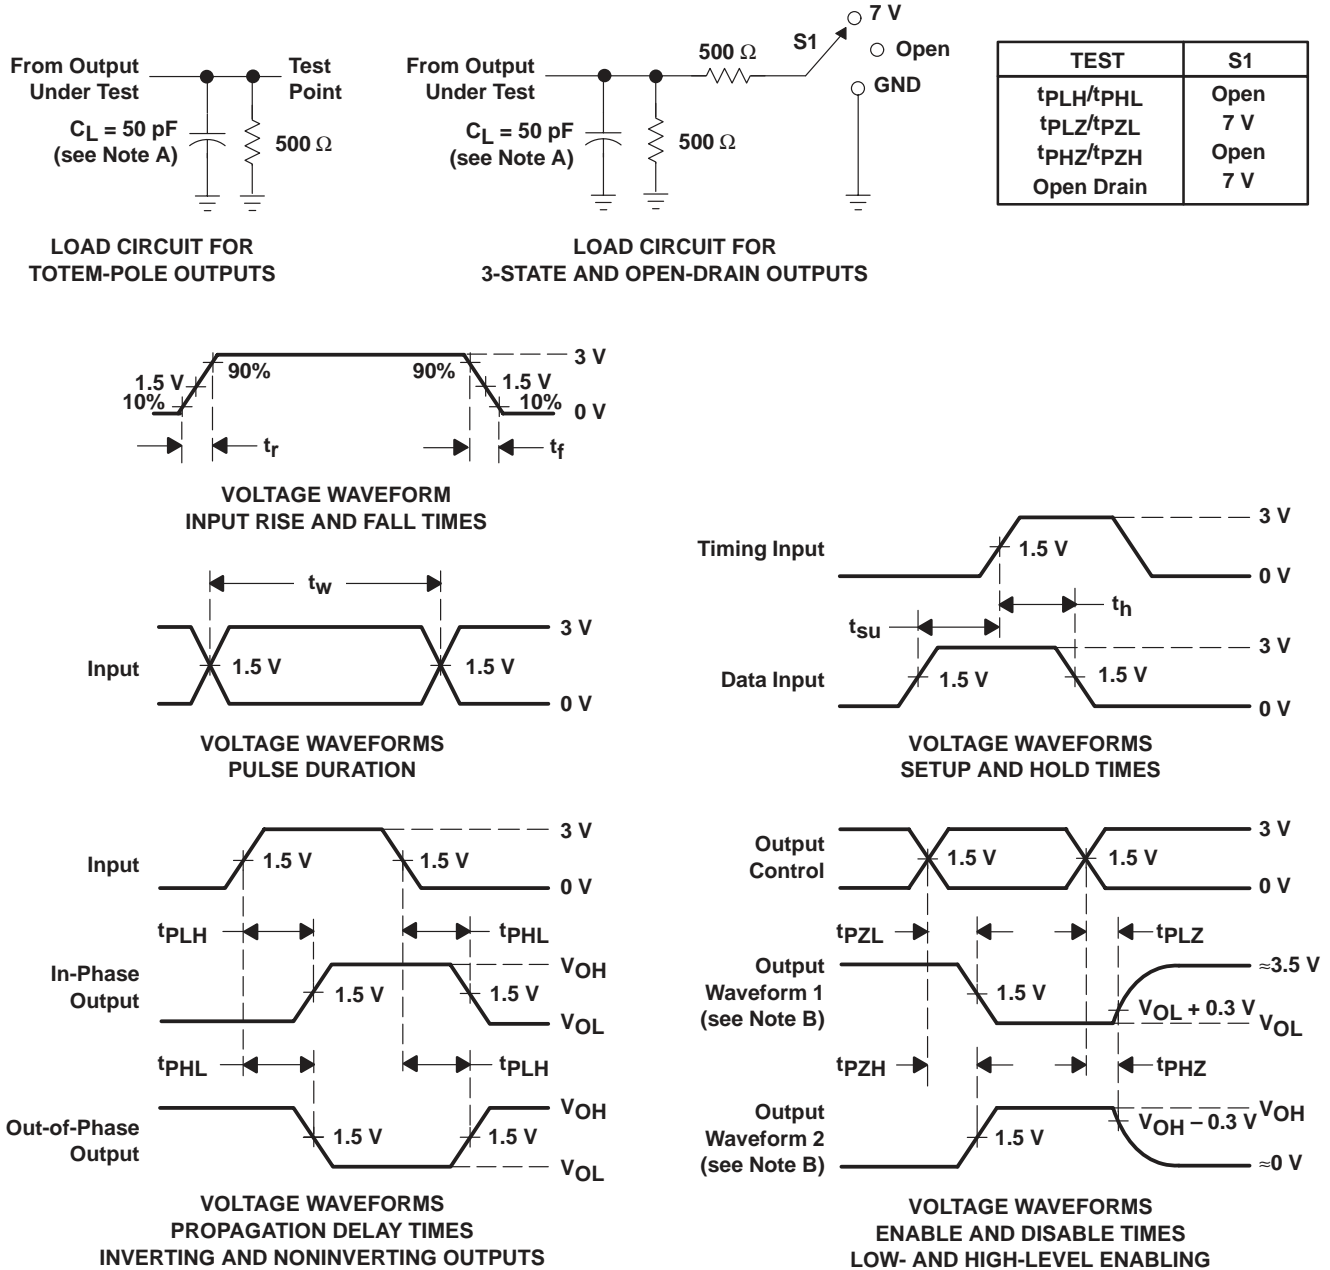 From Output
Under Test
Test
Point
CL = 50 pF
(see Note A)
500 Ω
LOAD CIRCUIT FOR
TOTEM-POLE OUTPUTS
From Output
Under Test
CL = 50 pF
(see Note A)
500 Ω
500 Ω
S1
7 V
Open
GND
LOAD CIRCUIT FOR
3-STATE AND OPEN-DRAIN OUTPUTS
TEST S1
tPLH/tPHL Open
tPLZ/tPZL 7 V
tPHZ/tPZH Open
Open Drain 7 V
3 V
90% 90%
1.5 V 1.5 V
10% 10%
0 V
tr tf
VOLTAGE WAVEFORM
INPUT RISE AND FALL TIMES
Timing Input
3 V
1.5 V
0 V
th
tsu
Data Input
3 V
1.5 V 1.5 V
0 V
VOLTAGE WAVEFORMS
SETUP AND HOLD TIMES
tw
Input
3 V
1.5 V 1.5 V
0 V
VOLTAGE WAVEFORMS
PULSE DURATION
Input
3 V
1.5 V 1.5 V
0 V
tPLH tPHL
In-Phase
Output
VOH
1.5 V 1.5 V
VOL
tPHL tPLH
Out-of-Phase
Output
VOH
1.5 V 1.5 V
VOL
VOLTAGE WAVEFORMS
PROPAGATION DELAY TIMES
INVERTING AND NONINVERTING OUTPUTS
Output
Control
3 V
1.5 V 1.5 V
0 V
tPZL tPLZ
Output
Waveform 1
(see Note B)
≈3.5 V
1.5 V
VOL + 0.3 V
VOL
tPZH tPHZ
Output
Waveform 2
(see Note B)
VOH
1.5 V
VOH – 0.3 V
≈0 V
VOLTAGE WAVEFORMS
ENABLE AND DISABLE TIMES
LOW- AND HIGH-LEVEL ENABLING